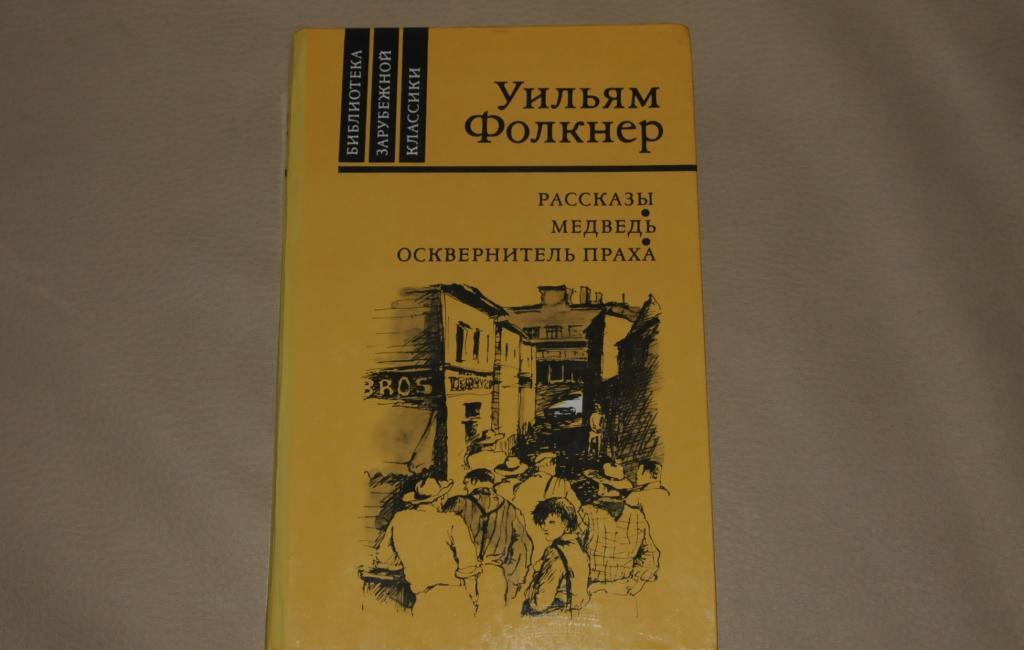 БИБЛИОТЕКА
ЗАРУБЕЖНОЙ
КЛАССИКИ
Уильям
Фолкнер
РАССКАЗЫ
МЕДВЕДЬ
ОСКВЕРНИТЕЛЬ ПРАХА
BROS